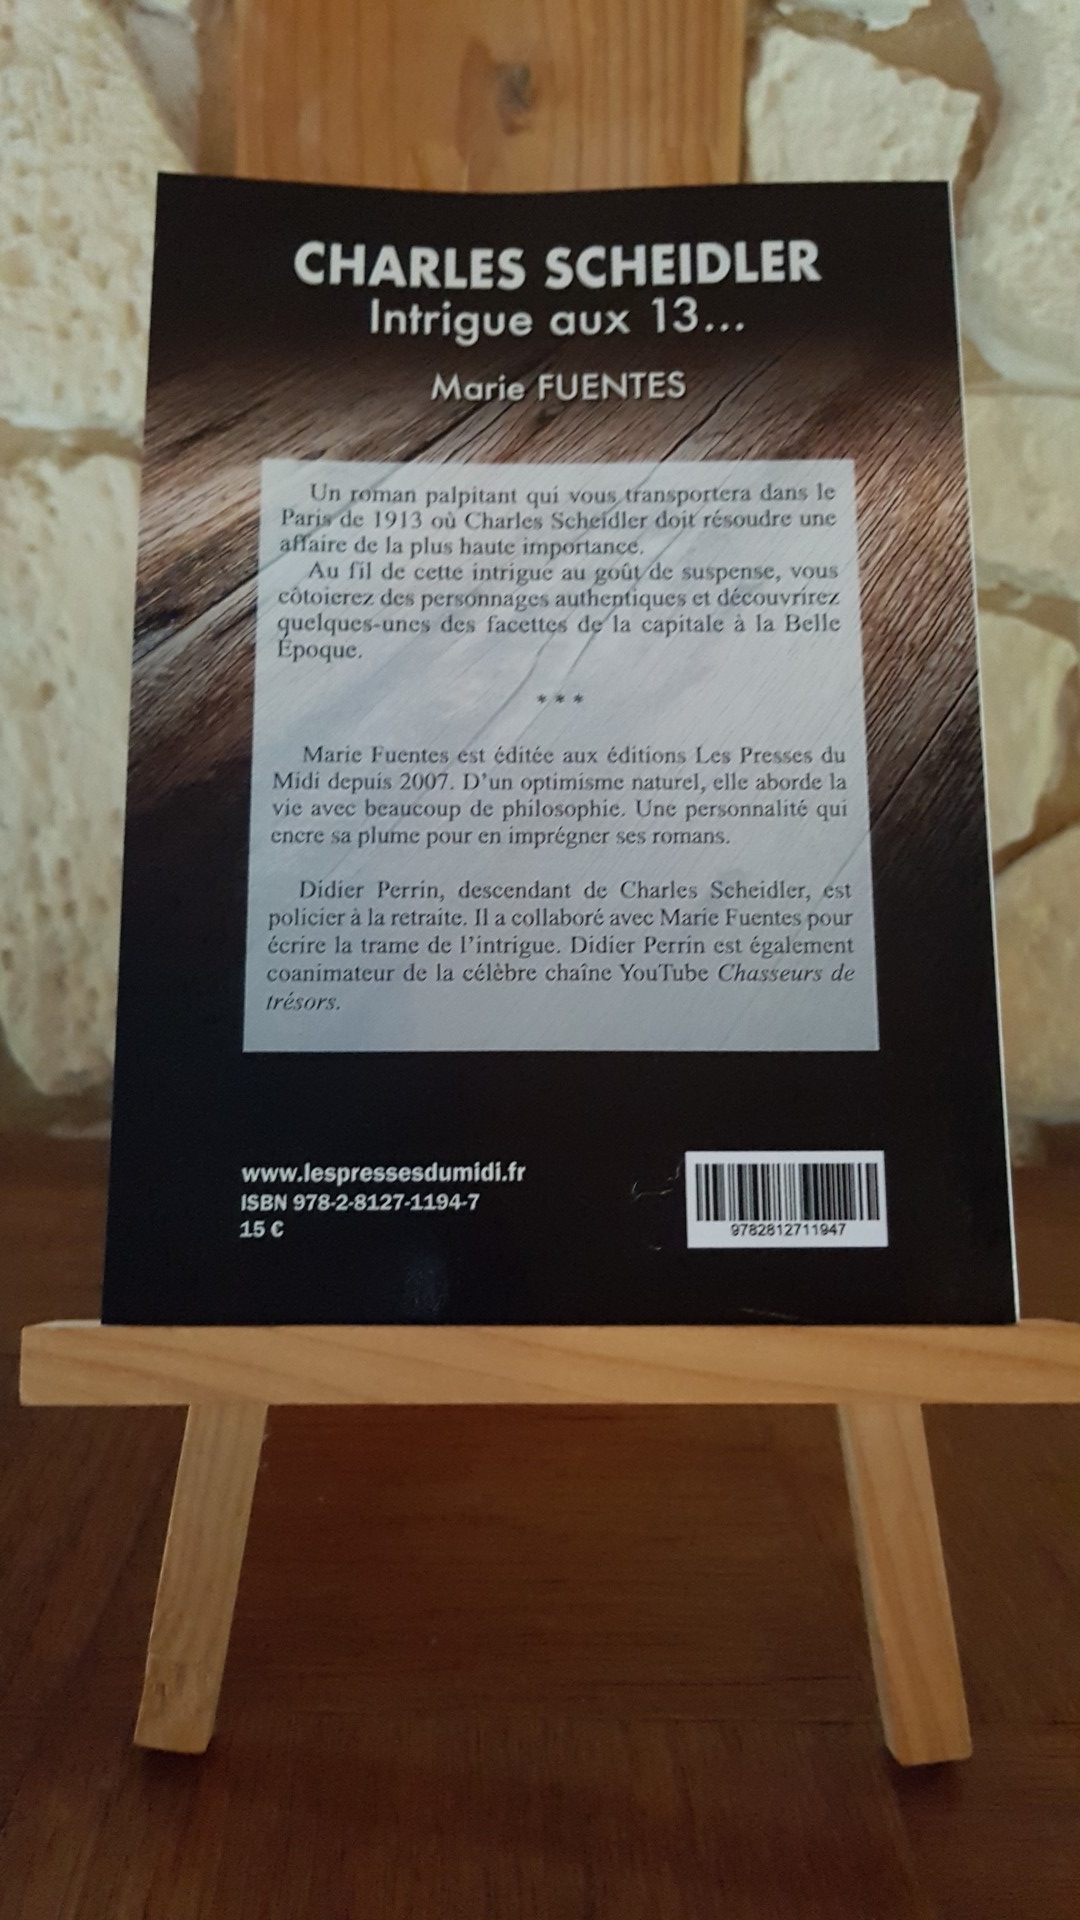 CHARLES SCHEIDLER
Intrigue aux 13...
Marie FUENTES
Un roman palpitant qui vous transportera dans le
Paris de 1913 où Charles Scheidler doit résoudre une
affaire de la plus haute importance.
Au fil de cette intrigue au goût de suspense, vous
côtoierez des personnages authentiques et découvrirez
quelques-unes des facettes de la capitale à la Belle
Époque.
* * *
Marie Fuentes est éditée aux éditions Les Presses du
Midi depuis 2007. D'un optimisme naturel, elle aborde la
vie avec beaucoup de philosophie. Une personnalité qui
encre sa plume pour en imprégner ses romans.
Didier Perrin, descendant de Charles Scheidler, est
policier à la retraite. Il a collaboré avec Marie Fuentes pour
écrire la trame de l'intrigue. Didier Perrin est également
coanimateur de la célèbre chaîne YouTube Chasseurs de
trésors.
www.lespressesdumidi.fr
ISBN 978-2-8127-1194-7
15 €
9782812711947